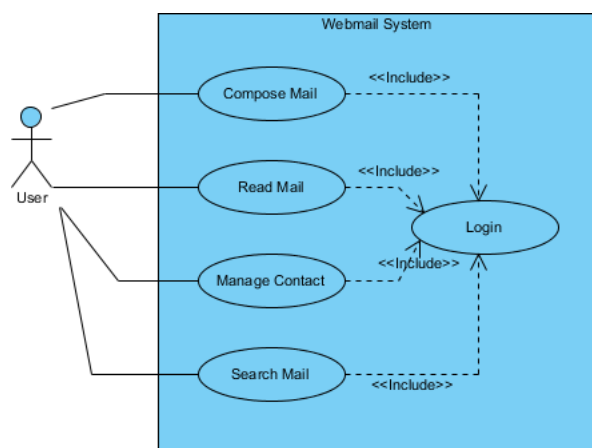 Webmail System
Compose Mail
<<Include>>
User
Read Mail
<<Include>>
Login
Manage Contact
<<Include>>
Search Mail
<<Include>>